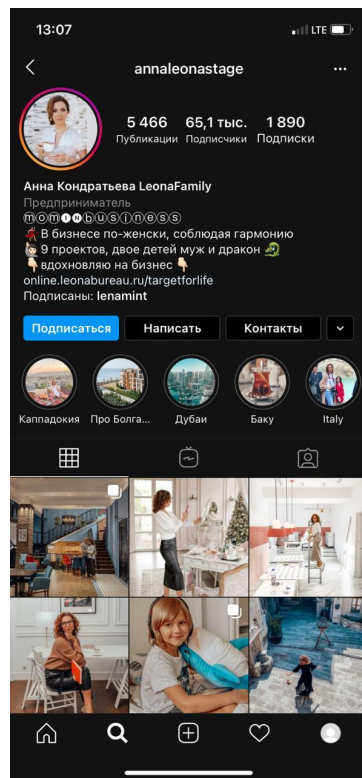 13:07
LTE
annaleonastage
5 466 65,1 тыс. 1 890
Публикации Подписчики Подписки
Анна Кондратьева LeonaFamily
Предприниматель
ⓜⓞⓜⒾⓃⓑⓤⓢⓘⓝⓔⓢⓢ
💃 В бизнесе по-женски, соблюдая гармонию
👩🏻 9 проектов, двое детей муж и дракон 🐉
👇🏻вдохновляю на бизнес 👇🏻
online.leonabureau.ru/targetforlife
Подписаны: lenamint
Подписаться Написать Контакты
Каппадокия Про Болга... Дубаи Баку Italy